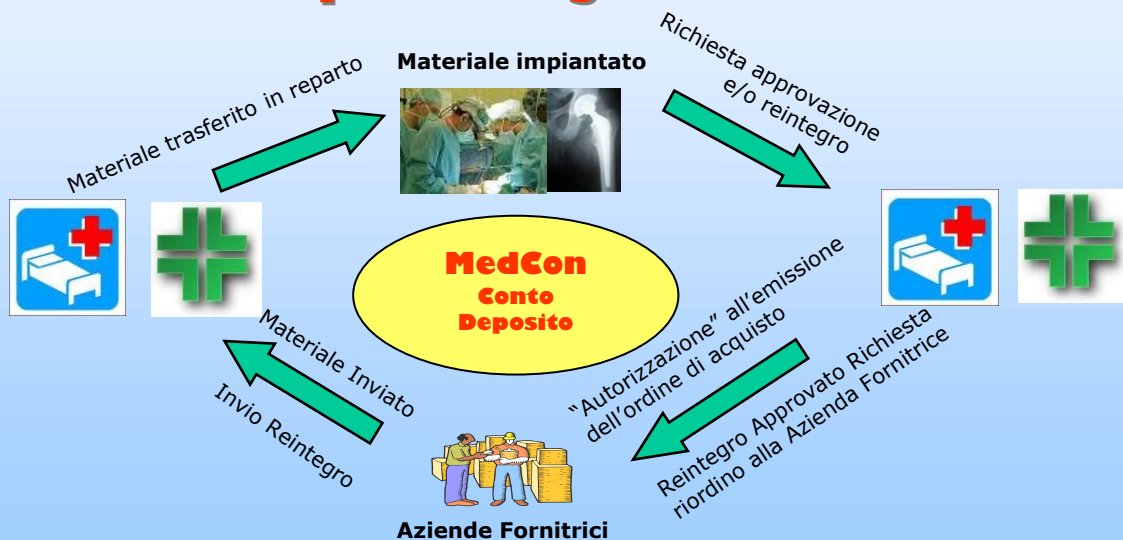 Materiale impiantato
Materiale trasferito in reparto
Richiesta approvazione
e/o reintegro
MedCon
Conto
Deposito
"Autorizzazione" all'emissione
dell'ordine di acquisto
Reintegro Approvato Richiesta
riordino alla Azienda Fornitrice
Materiale Inviato
Invio Reintegro
Aziende Fornitrici